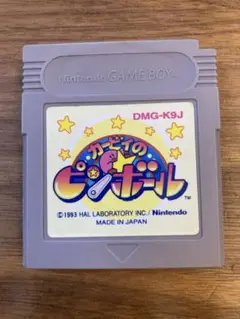 Nintendo GAME BOY
DMG-K9J
カービィの
ピンボール
TM
©1993 HAL LABORATORY INC./Nintendo
MADE IN JAPAN